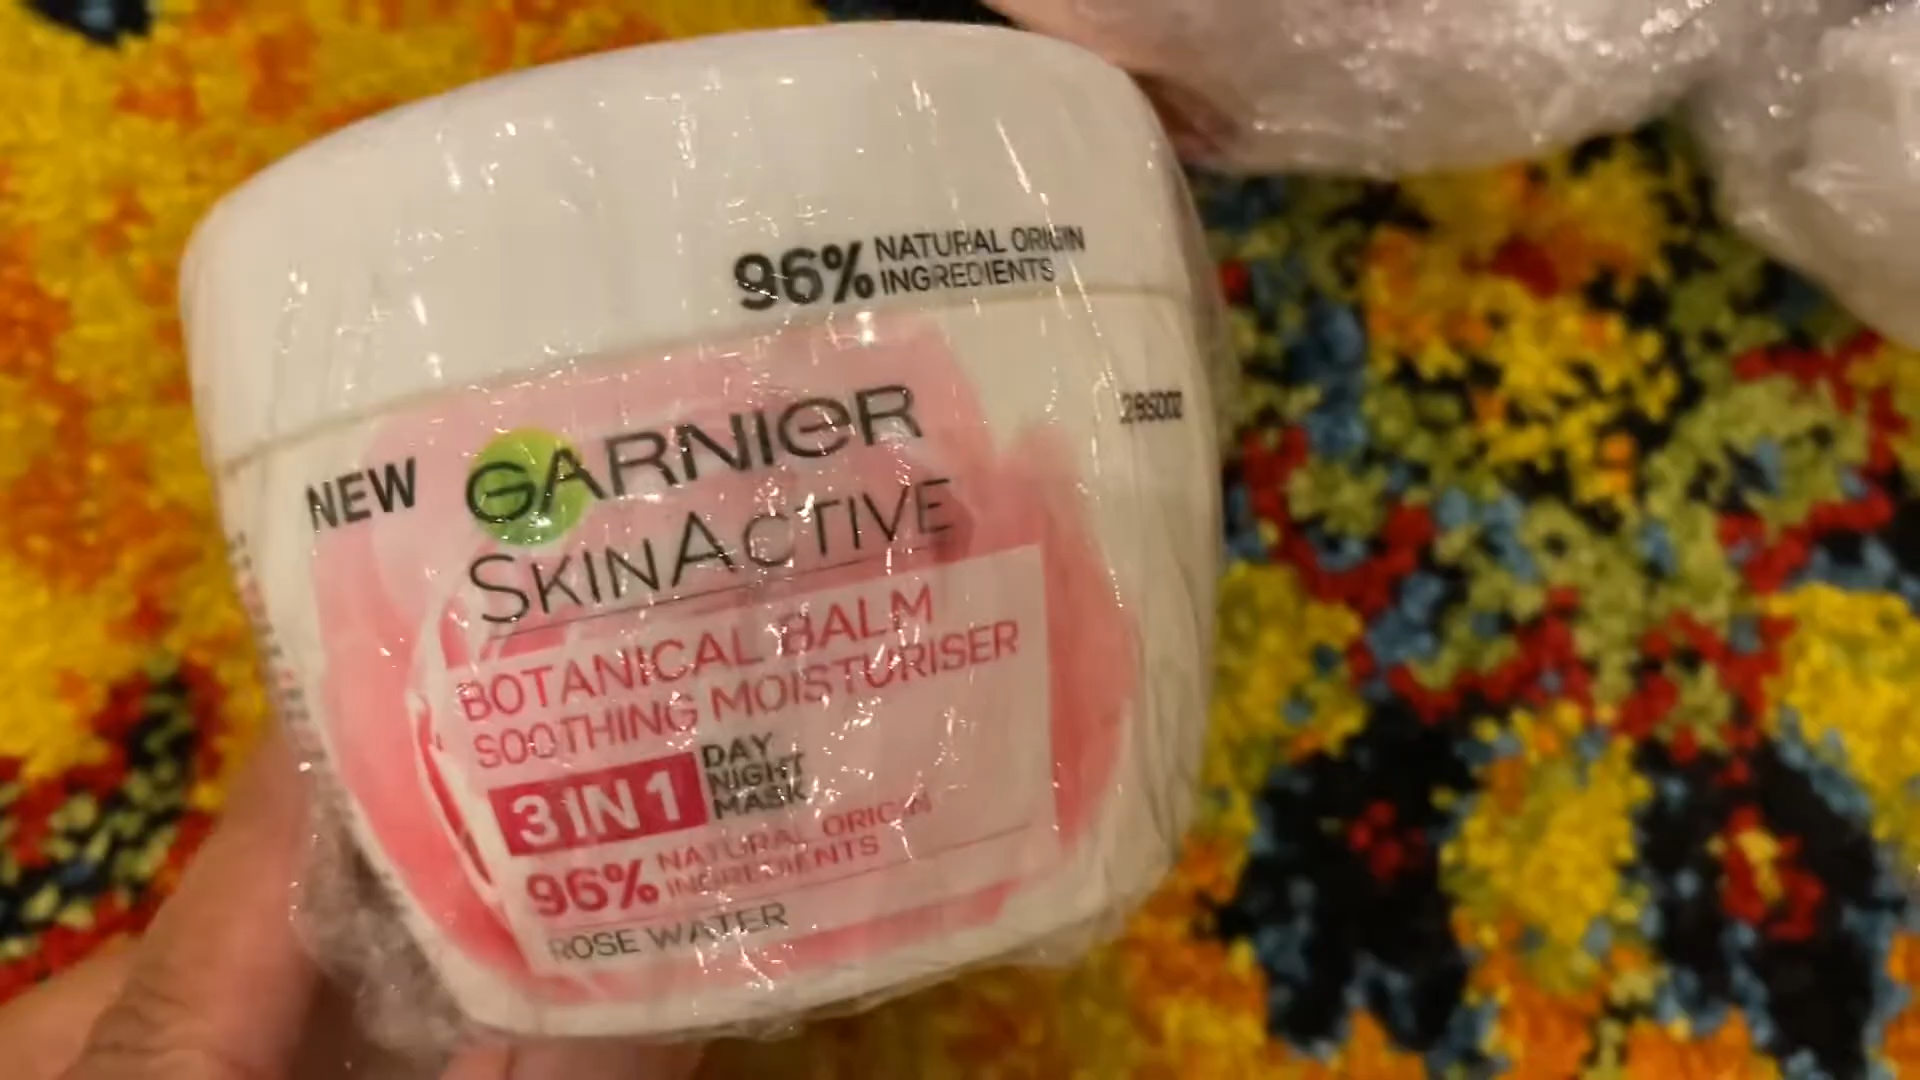 96% NATURAL ORIGIN
INGREDIENTS
NEW
GARNIER
SKINACTIVE
BOTANICAL BALM
SOOTHING MOISTURISER
3 IN 1
DAY
NIGHT
MASK
96% NATURAL ORIGIN
INGREDIENTS
ROSE WATER